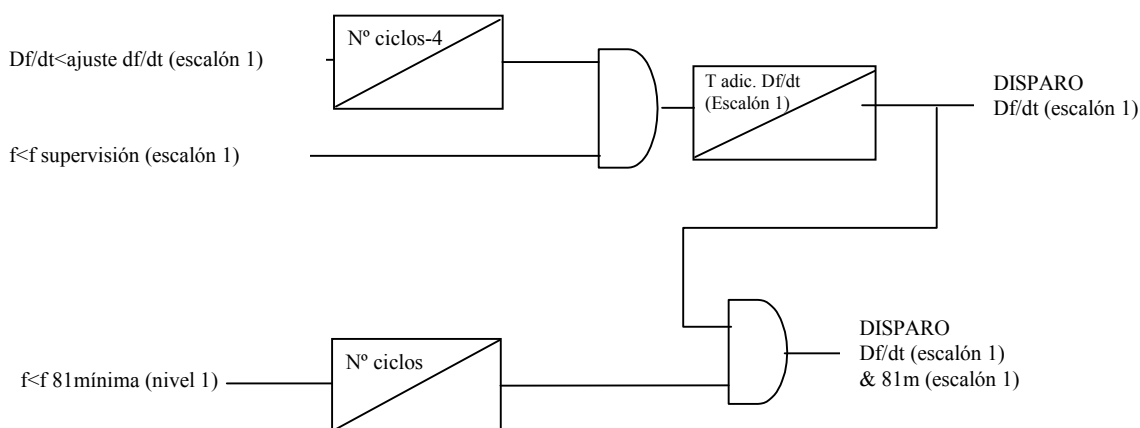 Nº ciclos-4
Df/dt<ajuste df/dt (escalón 1)
T adic. Df/dt
(Escalón 1)
DISPARO
Df/dt (escalón 1)
f<f supervisión (escalón 1)
DISPARO
Df/dt (escalón 1)
& 81m (escalón 1)
Nº ciclos
f<f 81mínima (nivel 1)